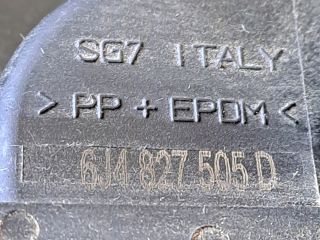 SG7 ITALY
> PP + EPDM <
6J4 827 505 D